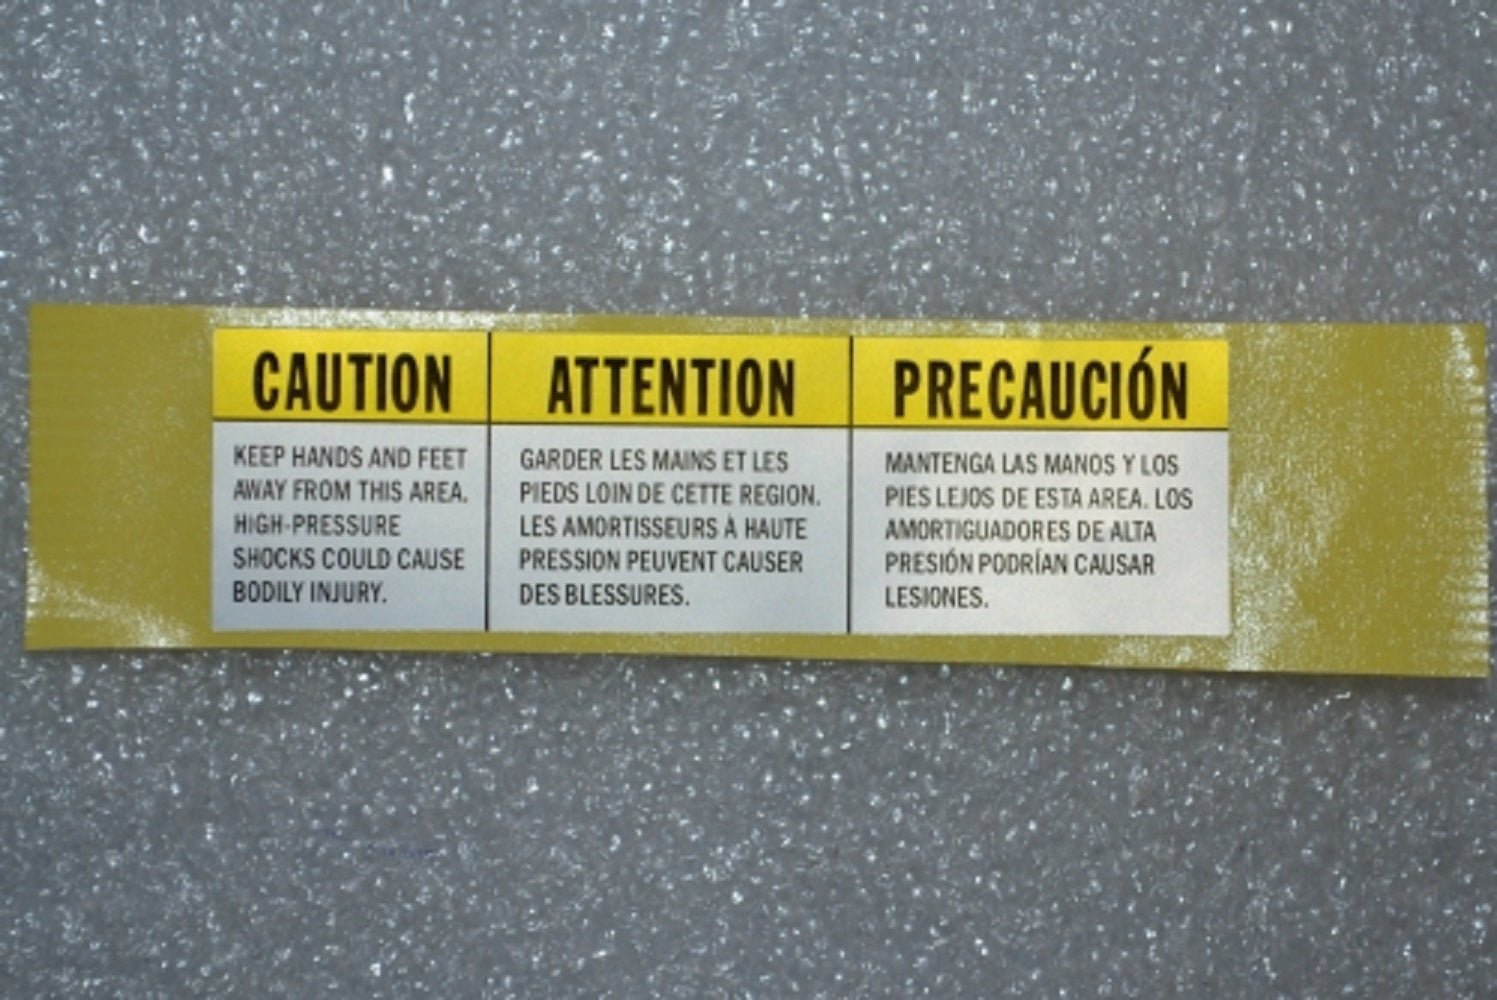 CAUTION
KEEP HANDS AND FEET
AWAY FROM THIS AREA.
HIGH-PRESSURE
SHOCKS COULD CAUSE
BODILY INJURY.
ATTENTION
GARDER LES MAINS ET LES
PIEDS LOIN DE CETTE REGION.
LES AMORTISSEURS À HAUTE
PRESSION PEUVENT CAUSER
DES BLESSURES.
PRECAUCIÓN
MANTENGA LAS MANOS Y LOS
PIES LEJOS DE ESTA AREA. LOS
AMORTIGUADORES DE ALTA
PRESIÓN PODRÍAN CAUSAR
LESIONES.